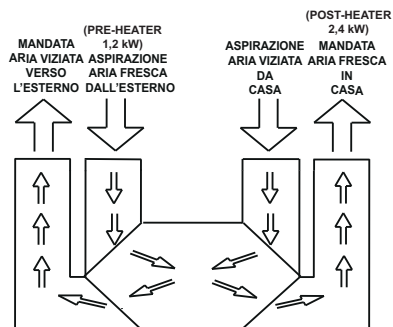 MANDATA
ARIA VIZIATA
VERSO
L'ESTERNO
(PRE-HEATER
1,2 kW)
ASPIRAZIONE
ARIA FRESCA
DALL'ESTERNO
ASPIRAZIONE
ARIA VIZIATA
DA
CASA
(POST-HEATER
2,4 kW)
MANDATA
ARIA FRESCA
IN
CASA